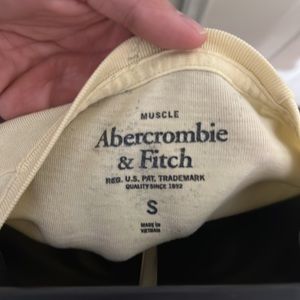 MUSCLE
Abercrombie
& Fitch
REG. U.S. PAT. TRADEMARK
QUALITY SINCE 1892
S
MADE IN
VIETNAM